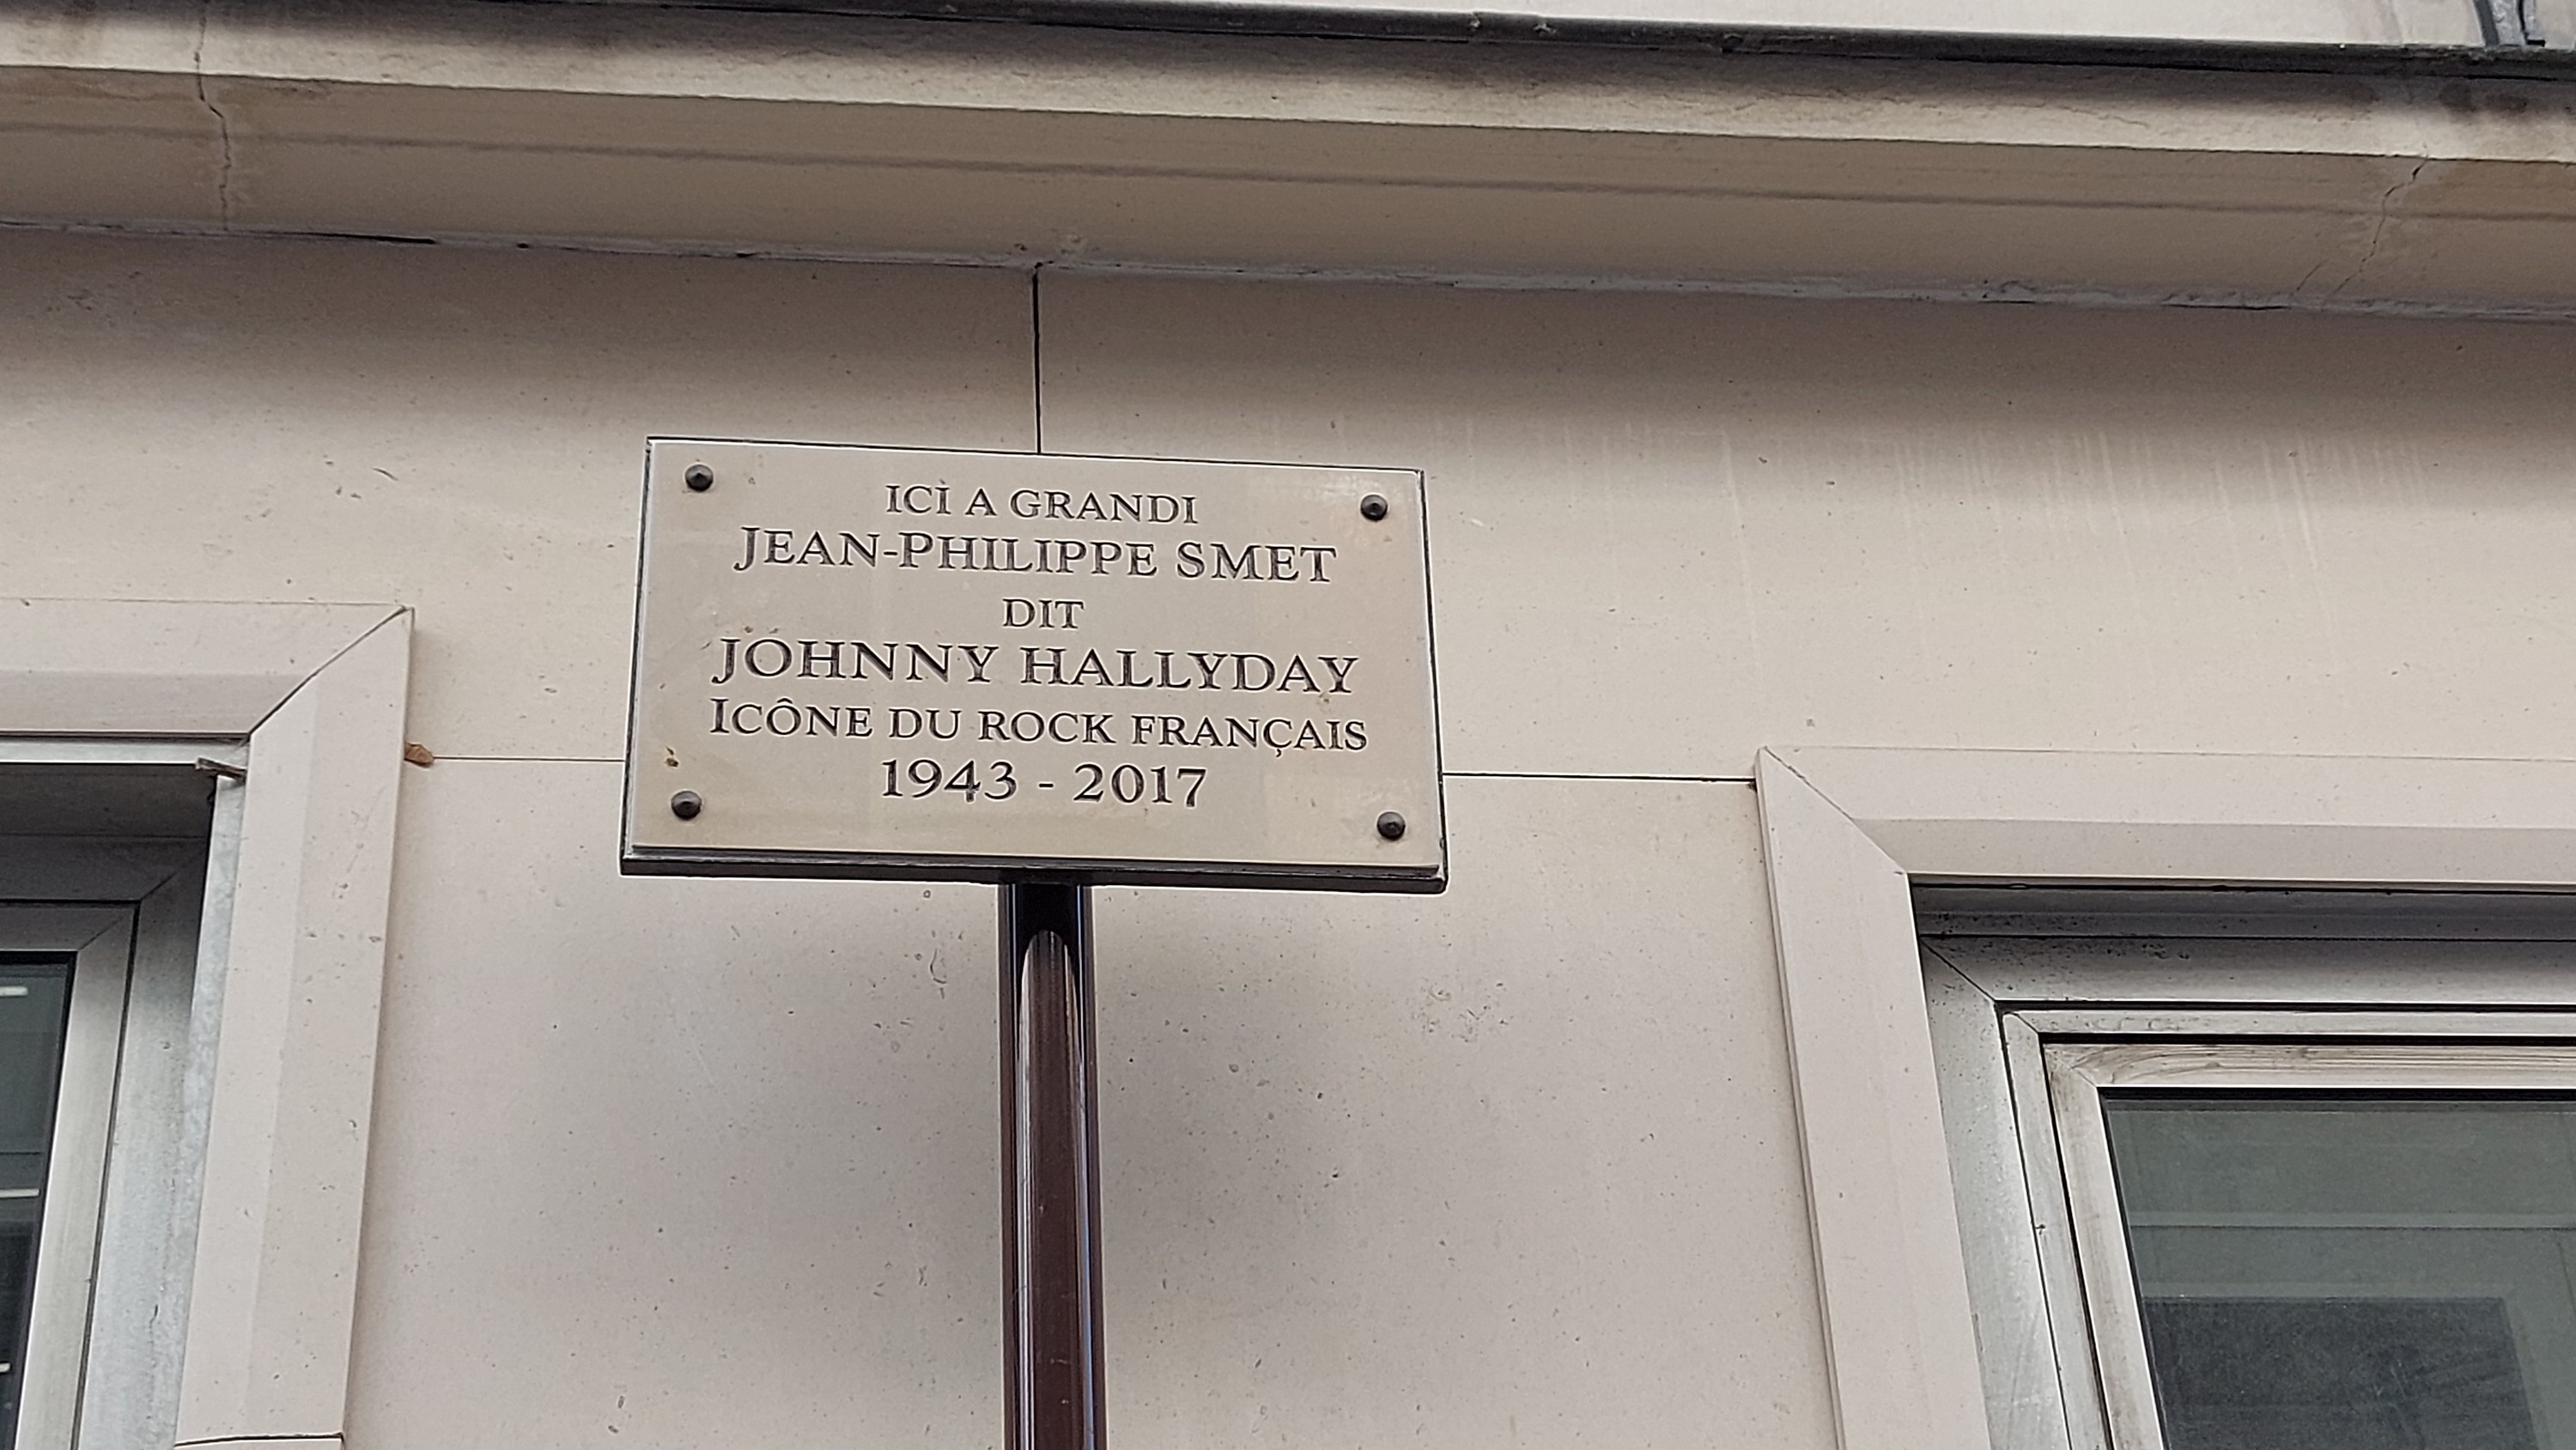 ICI A GRANDI
JEAN-PHILIPPE SMET
DIT
JOHNNY HALLYDAY
ICÔNE DU ROCK FRANÇAIS
1943 - 2017